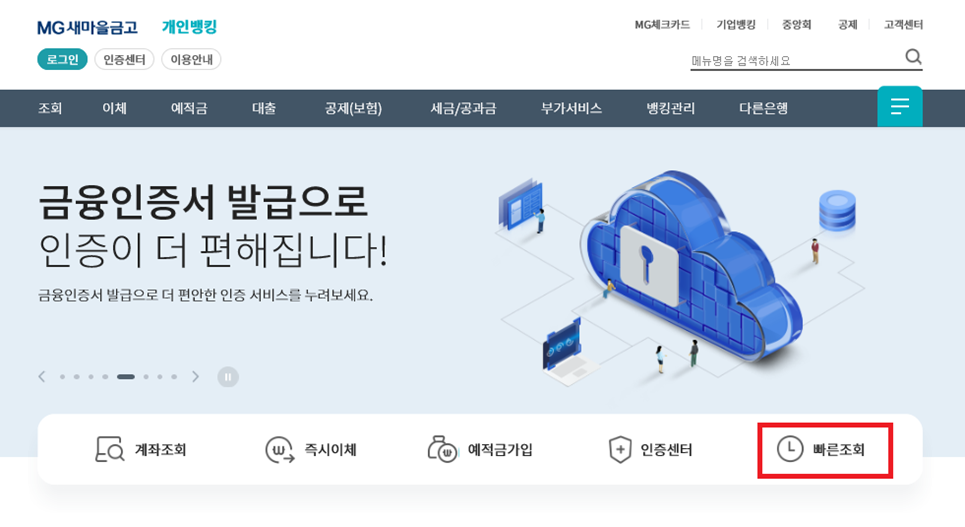 MG새마을금고 개인뱅킹
MG체크카드 기업뱅킹 중앙회 공제 고객센터
로그인 인증센터 이용안내
메뉴명을 검색하세요
조회 이체 예적금 대출 공제(보험) 세금/공과금 부가서비스 뱅킹관리 다른은행
금융인증서 발급으로
인증이 더 편해집니다!
금융인증서 발급으로 더 편안한 인증 서비스를 누려보세요.
계좌조회 즉시이체 예적금가입 인증센터 빠른조회